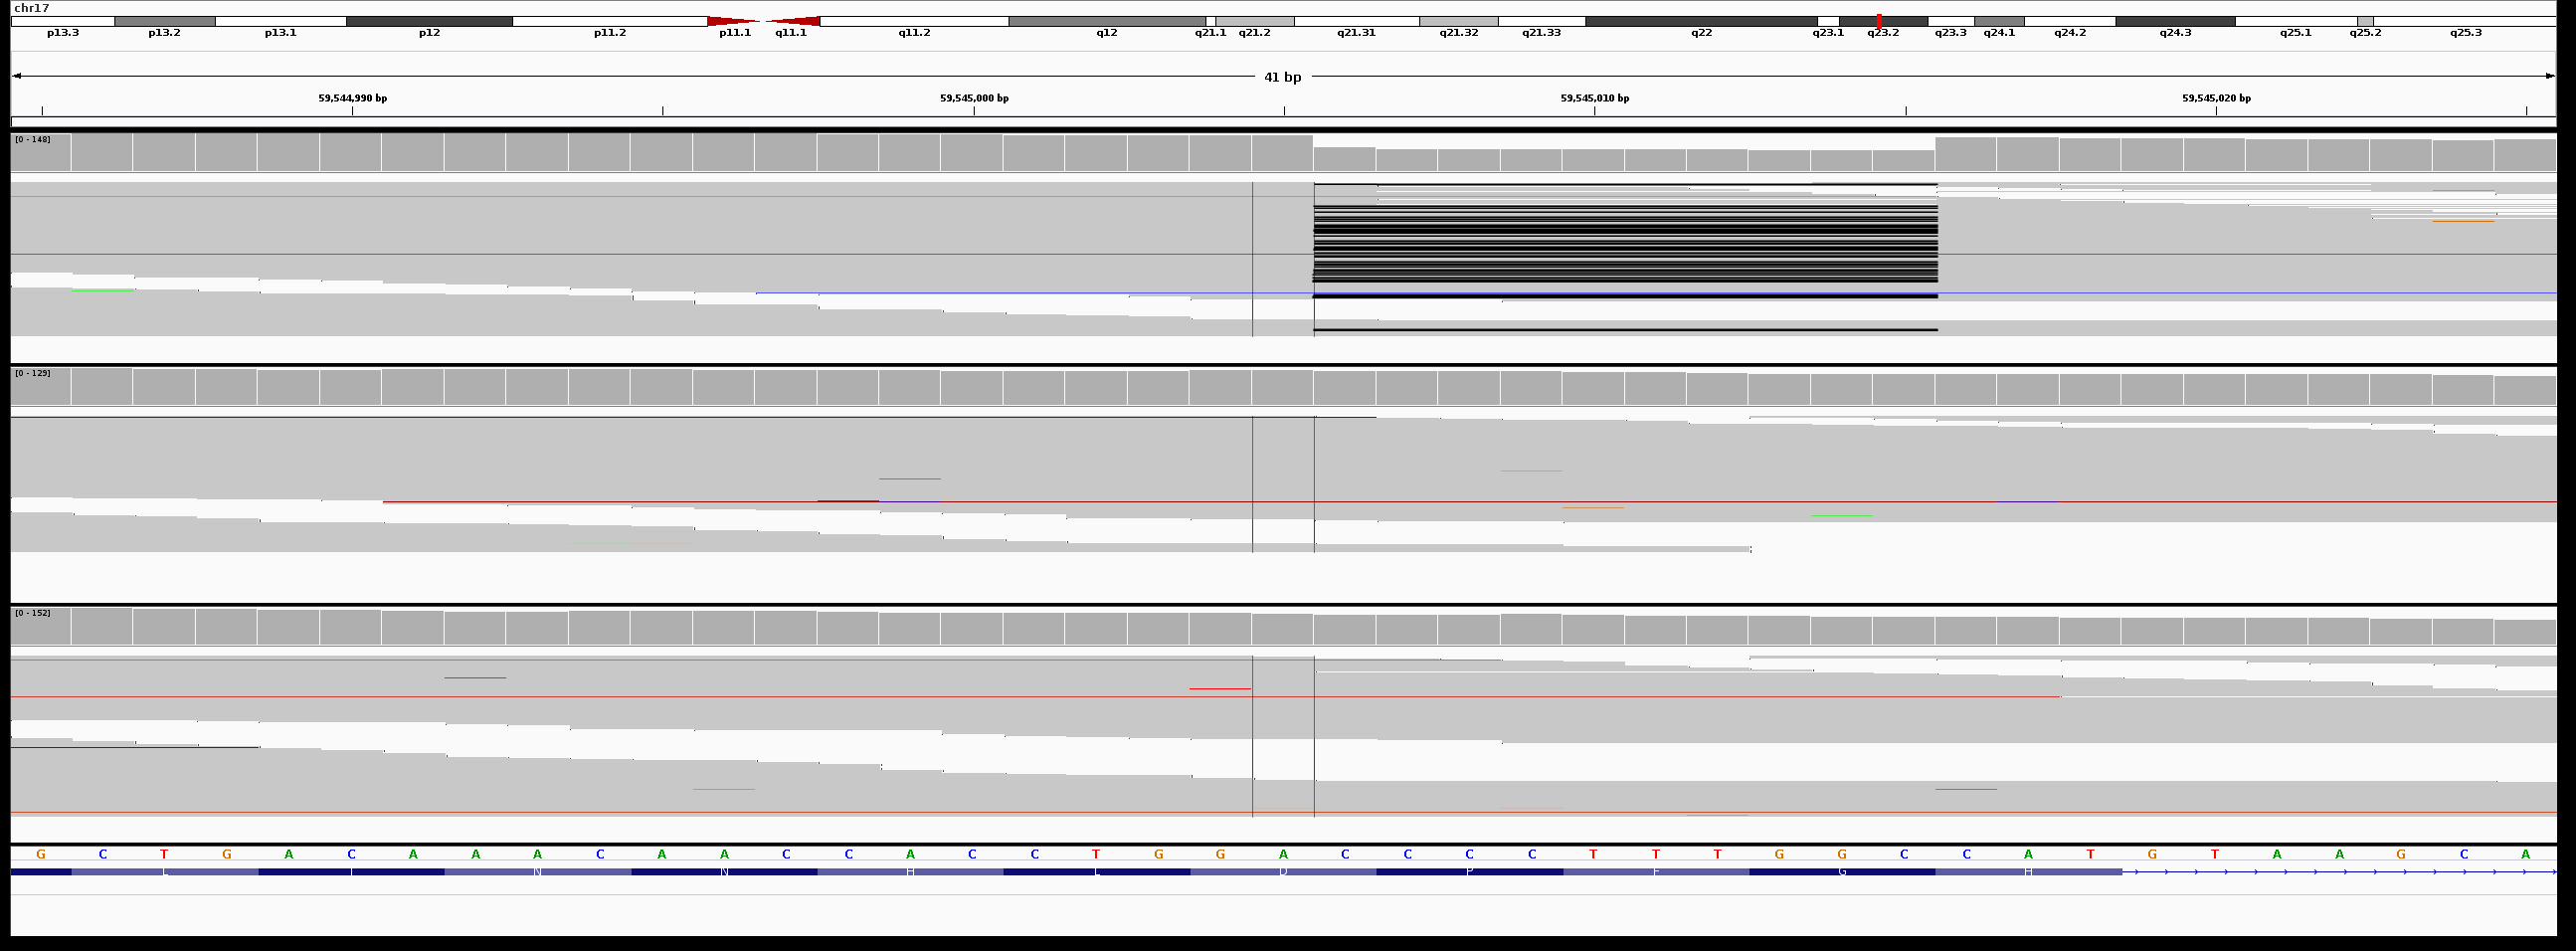 chr17
p13.3 p13.2 p13.1 p12 p11.2 p11.1 q11.1 q11.2 q12 q21.1 q21.2 q21.31 q21.32 q21.33 q22 q23.1 q23.2 q23.3 q24.1 q24.2 q24.3 q25.1 q25.2 q25.3
41 bp
59,544,990 bp 59,545,000 bp 59,545,010 bp 59,545,020 bp
[0 - 148]
[0 - 129]
[0 - 152]
G C T G A C A A A C A A C C A C C T G G A C C C C T T T G G C C A T G T A A G C A
N N H L D P F G H